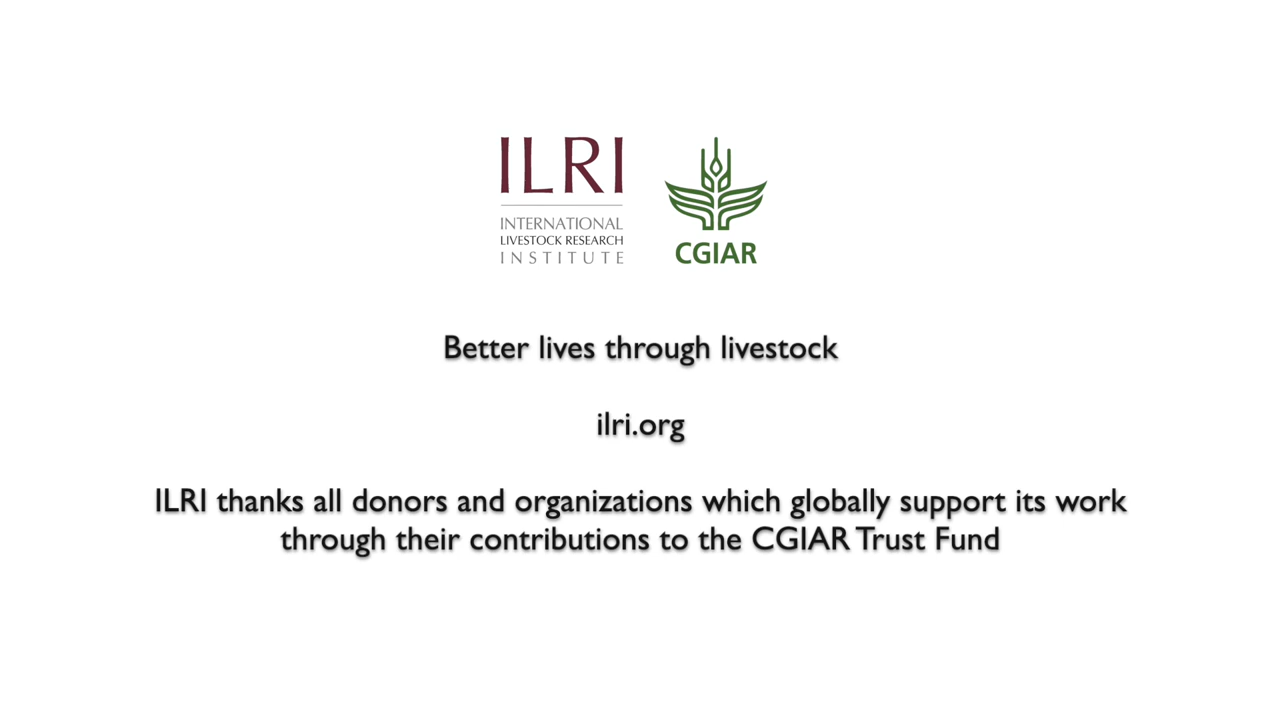 ILRI
INTERNATIONAL
LIVESTOCK RESEARCH
INSTITUTE
CGIAR
Better lives through livestock
ilri.org
ILRI thanks all donors and organizations which globally support its work
through their contributions to the CGIAR Trust Fund